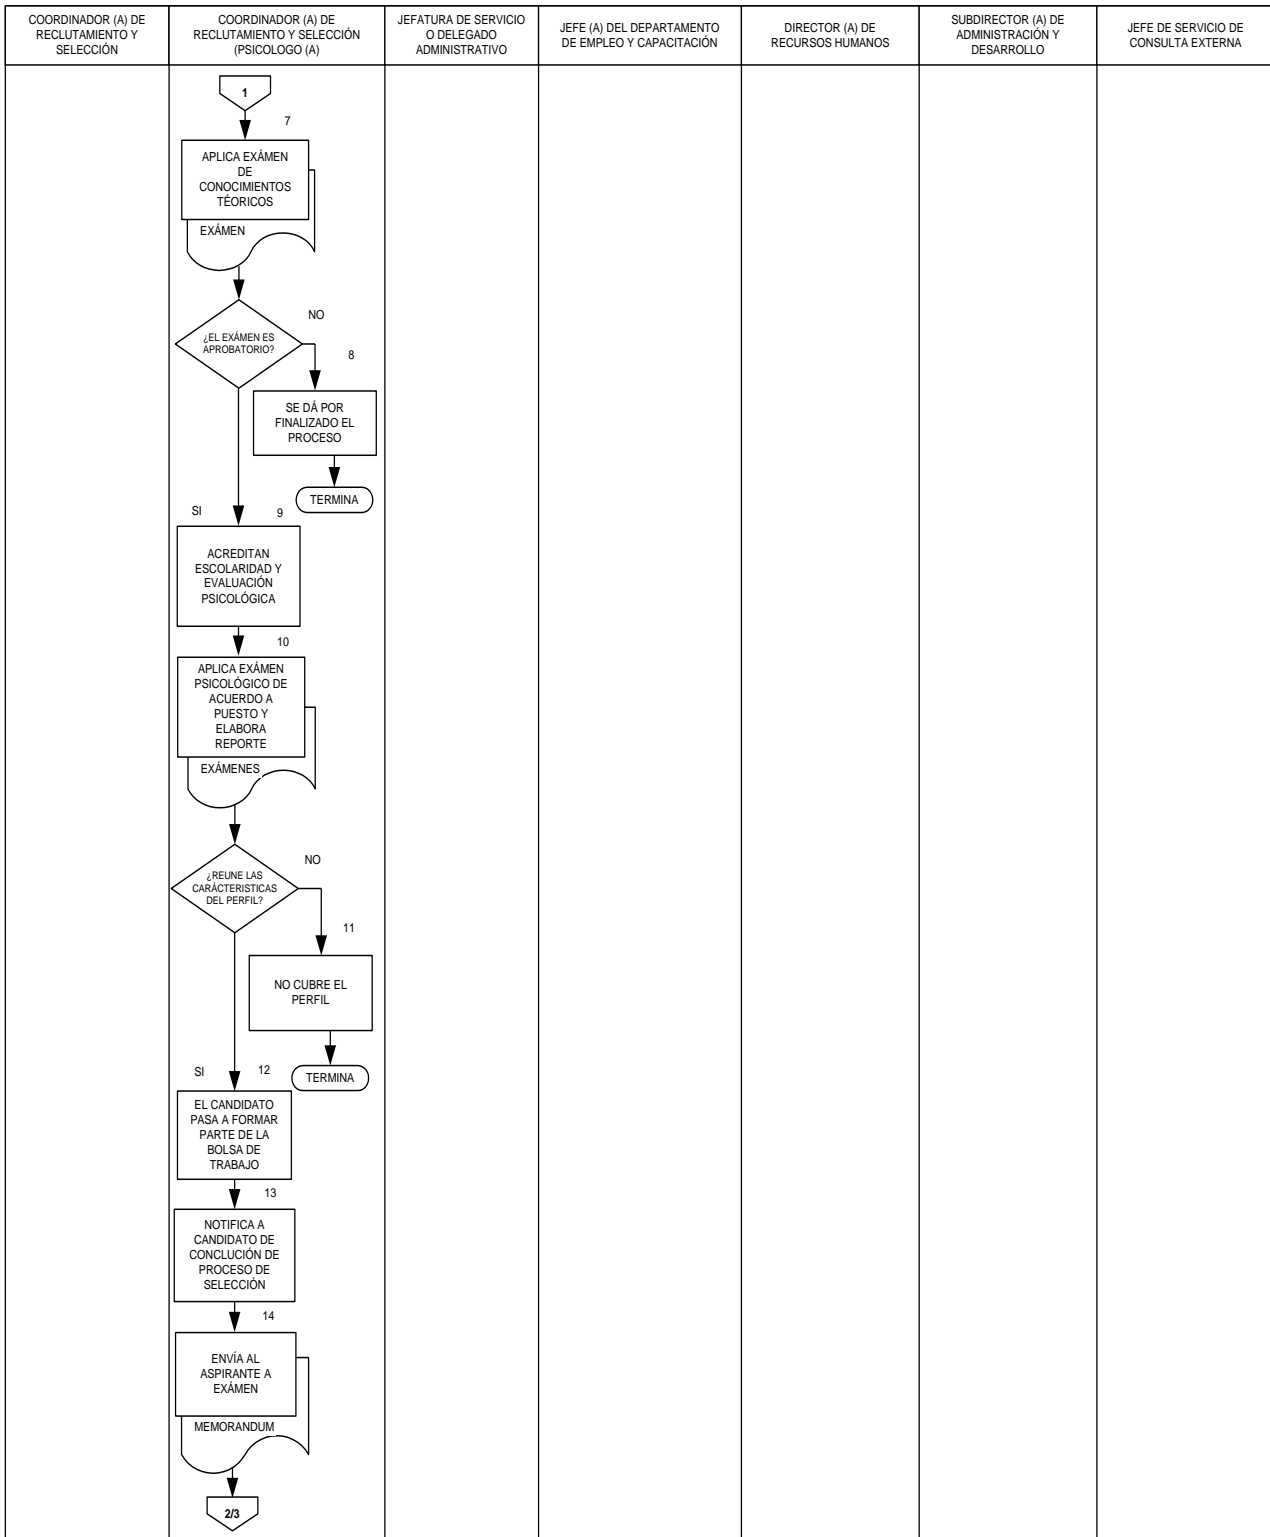 COORDINADOR (A) DE
RECLUTAMIENTO Y
SELECCIÓN
COORDINADOR (A) DE
RECLUTAMIENTO Y SELECCIÓN
(PSICOLOGO (A)
JEFATURA DE SERVICIO
O DELEGADO
ADMINISTRATIVO
JEFE (A) DEL DEPARTAMENTO
DE EMPLEO Y CAPACITACIÓN
DIRECTOR (A) DE
RECURSOS HUMANOS
SUBDIRECTOR (A) DE
ADMINISTRACIÓN Y
DESARROLLO
JEFE DE SERVICIO DE
CONSULTA EXTERNA
1
7
APLICA EXÁMEN
DE
CONOCIMIENTOS
TÉORICOS
EXÁMEN
¿EL EXÁMEN ES
APROBATORIO?
NO
8
SE DÁ POR
FINALIZADO EL
PROCESO
TERMINA
SI
9
ACREDITAN
ESCOLARIDAD Y
EVALUACIÓN
PSICOLÓGICA
10
APLICA EXÁMEN
PSICOLÓGICO DE
ACUERDO A
PUESTO Y
ELABORA
REPORTE
EXÁMENES
¿REUNE LAS
CARÁCTERISTICAS
DEL PERFIL?
NO
11
NO CUBRE EL
PERFIL
TERMINA
SI
12
EL CANDIDATO
PASA A FORMAR
PARTE DE LA
BOLSA DE
TRABAJO
13
NOTIFICA A
CANDIDATO DE
CONCLUCIÓN DE
PROCESO DE
SELECCIÓN
14
ENVÍA AL
ASPIRANTE A
EXÁMEN
MEMORANDUM
2/3